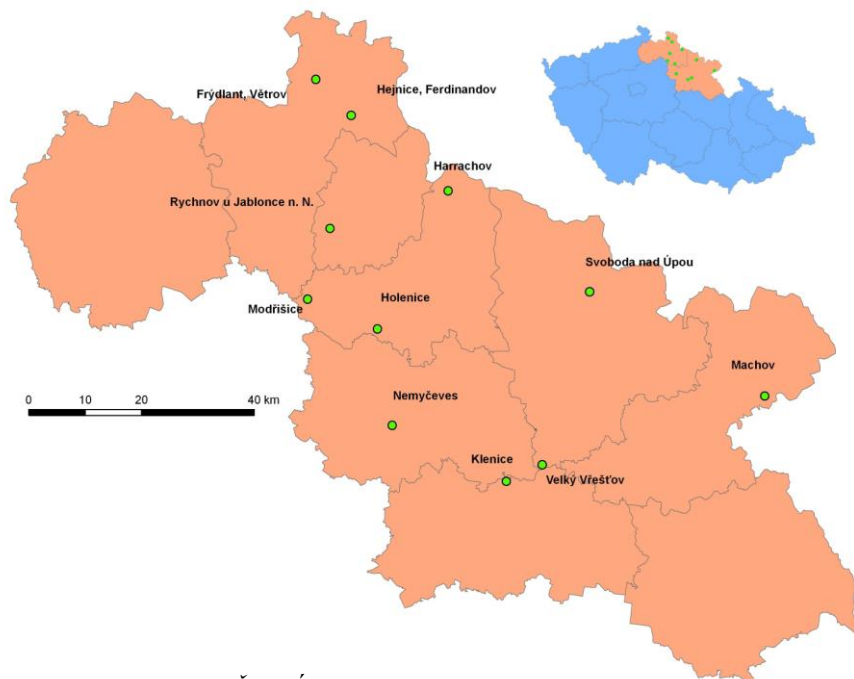 Frýdlant, Větrov
Hejnice, Ferdinandov
Harrachov
Rychnov u Jablonce n. N.
Svoboda nad Úpou
Modřišice
Holenice
Machov
0 10 20 40 km
Nemyčeves
Klenice
Velký Vřešťov